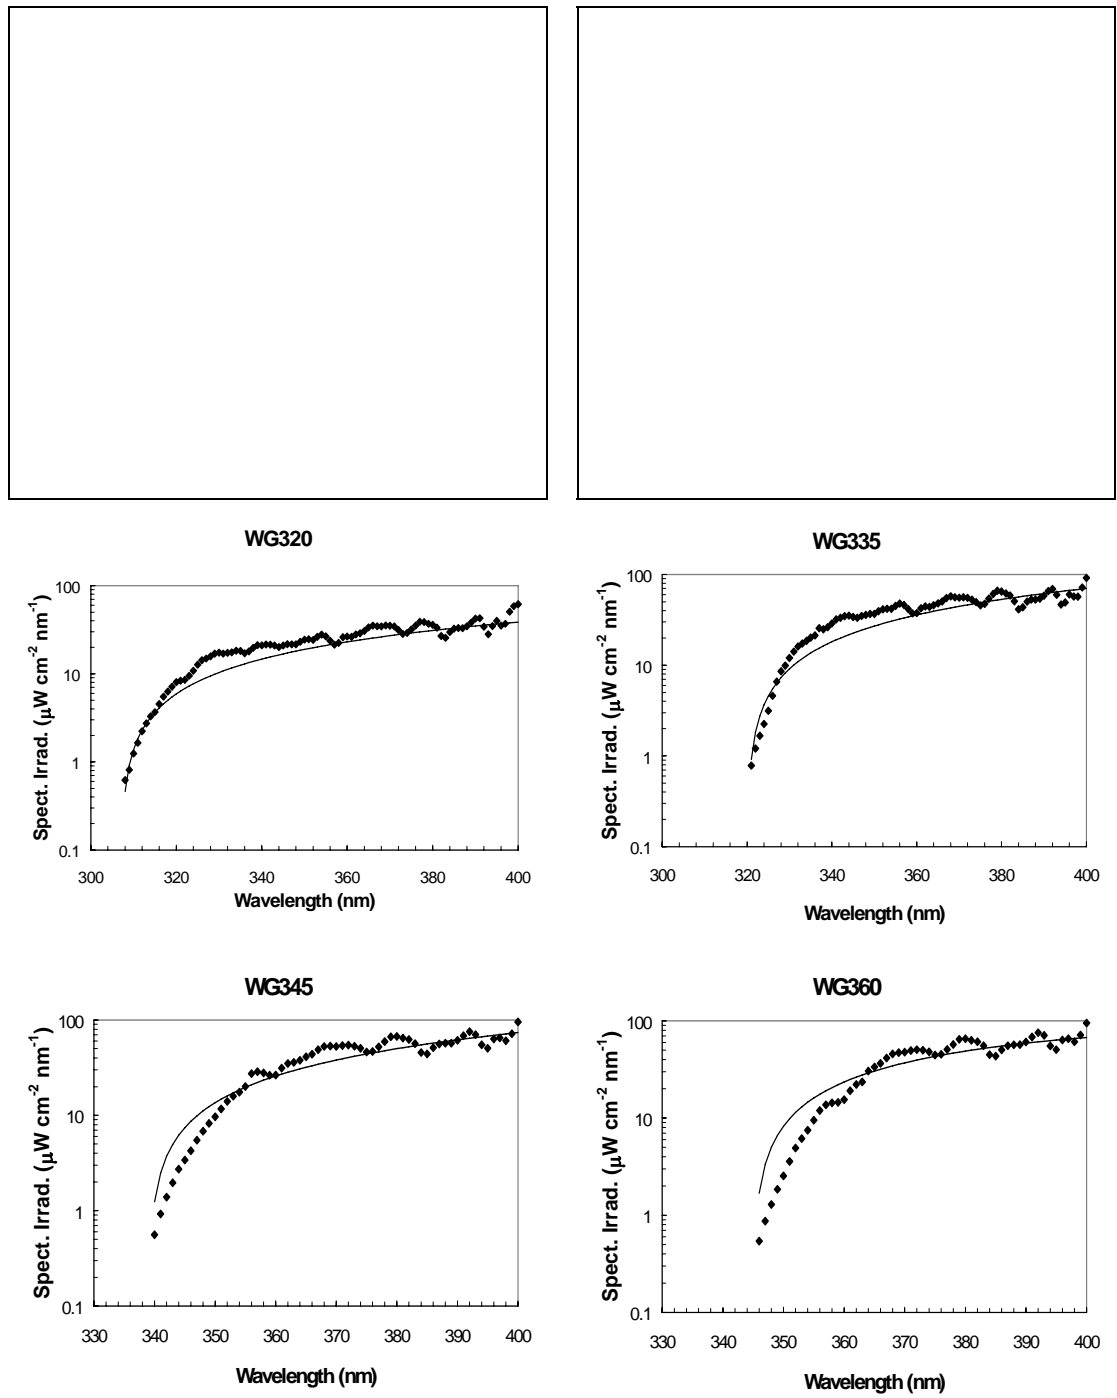 WG320
100
10
1
0.1
300 320 340 360 380 400
Spect. Irrad. (μW cm-2 nm-1)
Wavelength (nm)
WG335
100
10
1
0.1
300 320 340 360 380 400
Spect. Irrad. (μW cm-2 nm-1)
Wavelength (nm)
WG345
100
10
1
0.1
330 340 350 360 370 380 390 400
Spect. Irrad. (μW cm-2 nm-1)
Wavelength (nm)
WG360
100
10
1
0.1
330 340 350 360 370 380 390 400
Spect. Irrad. (μW cm-2 nm-1)
Wavelength (nm)